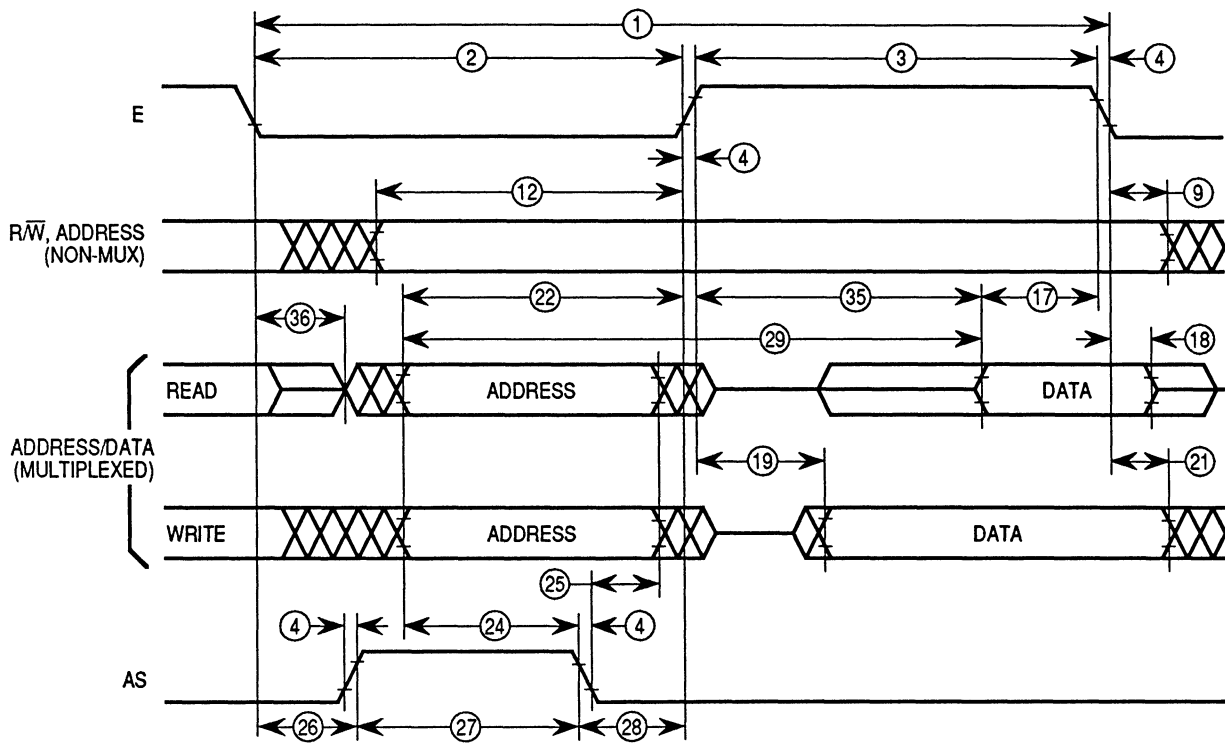 1
2
3
4
E
4
12
9
R/W̅, ADDRESS
(NON-MUX)
22
35
17
36
29
18
READ
ADDRESS
DATA
ADDRESS/DATA
(MULTIPLEXED)
19
21
WRITE
ADDRESS
DATA
25
4
24
4
AS
26
27
28